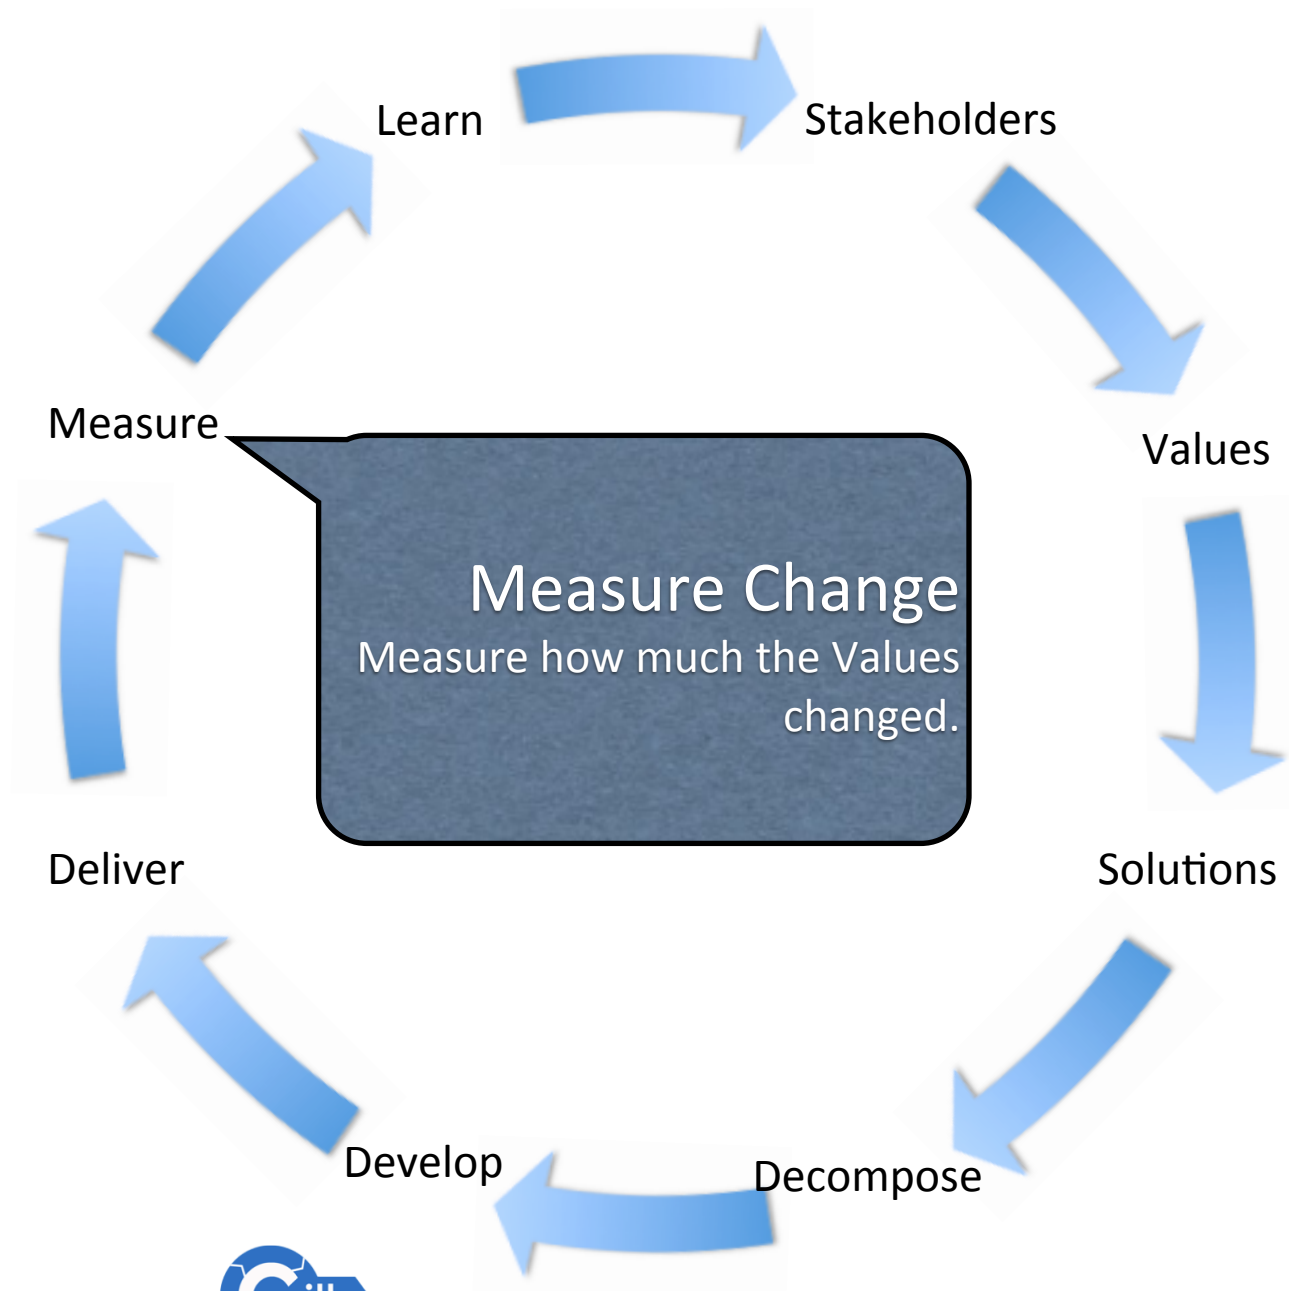 Learn
Stakeholders
Measure
Values
Measure Change
Measure how much the Values
changed.
Deliver
Solutions
Develop
Decompose